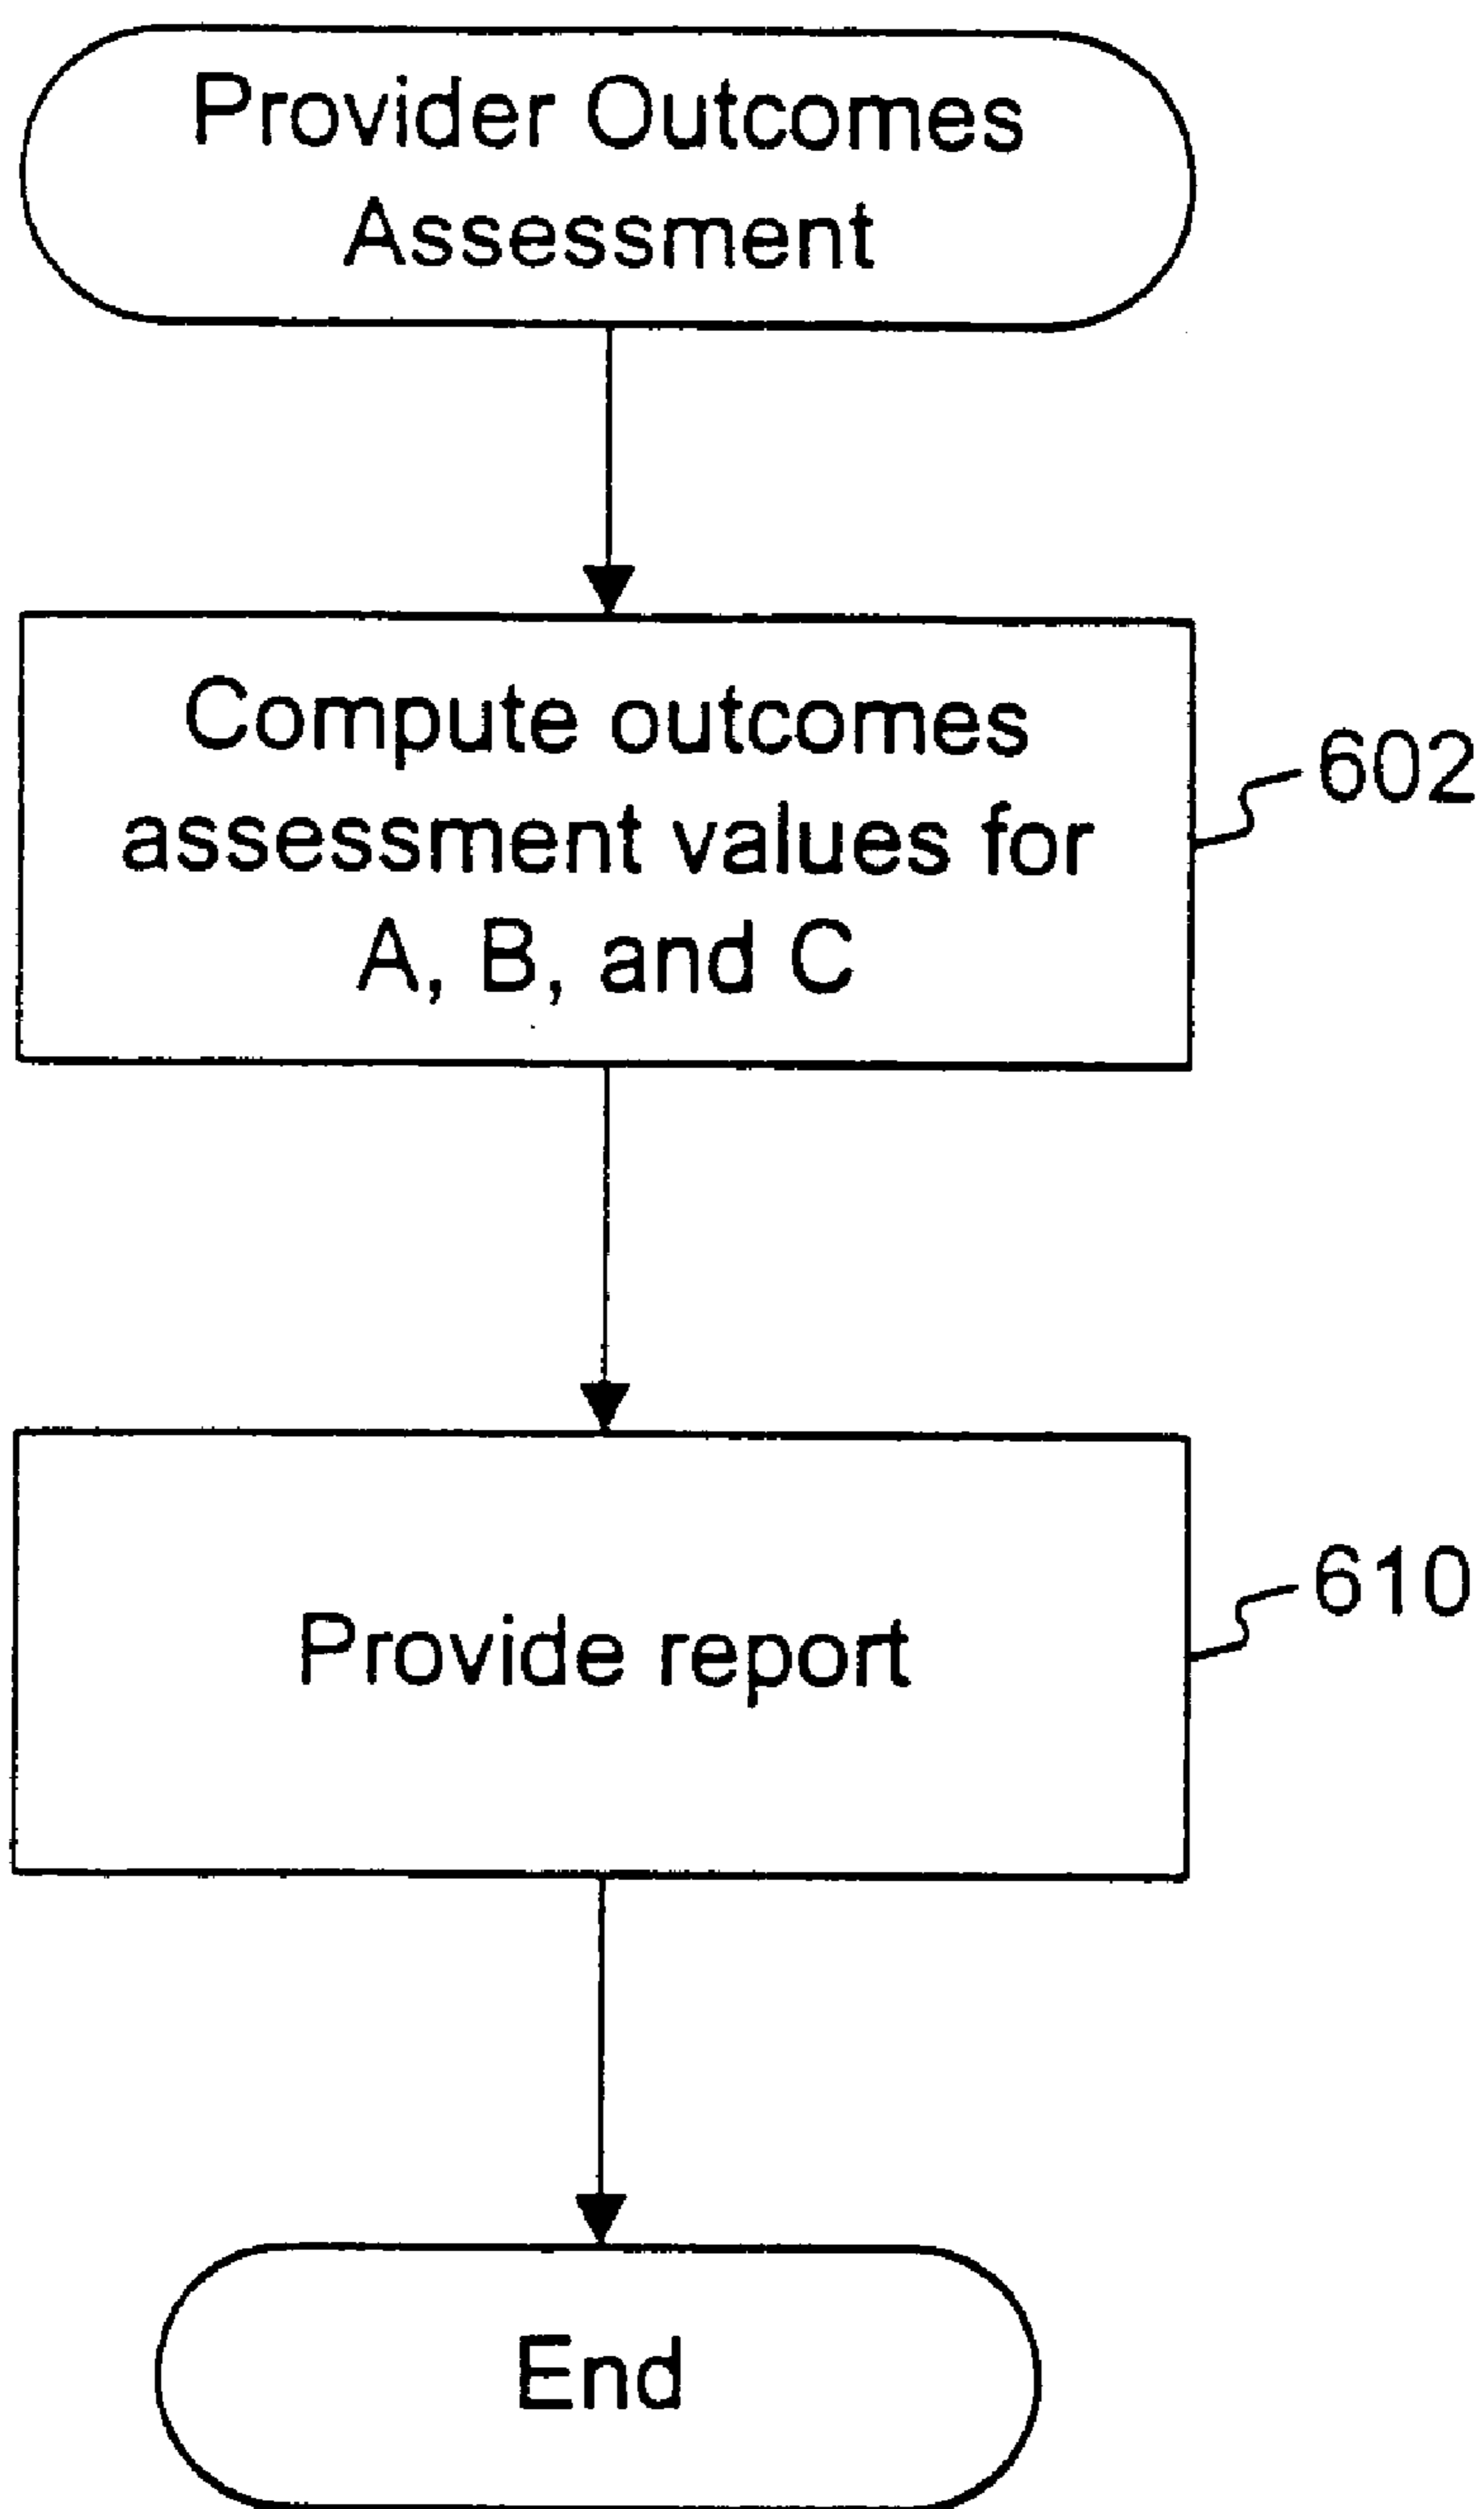 Provider Outcomes
Assessment
Compute outcomes
assessment values for
A, B, and C
602
Provide report
610
End